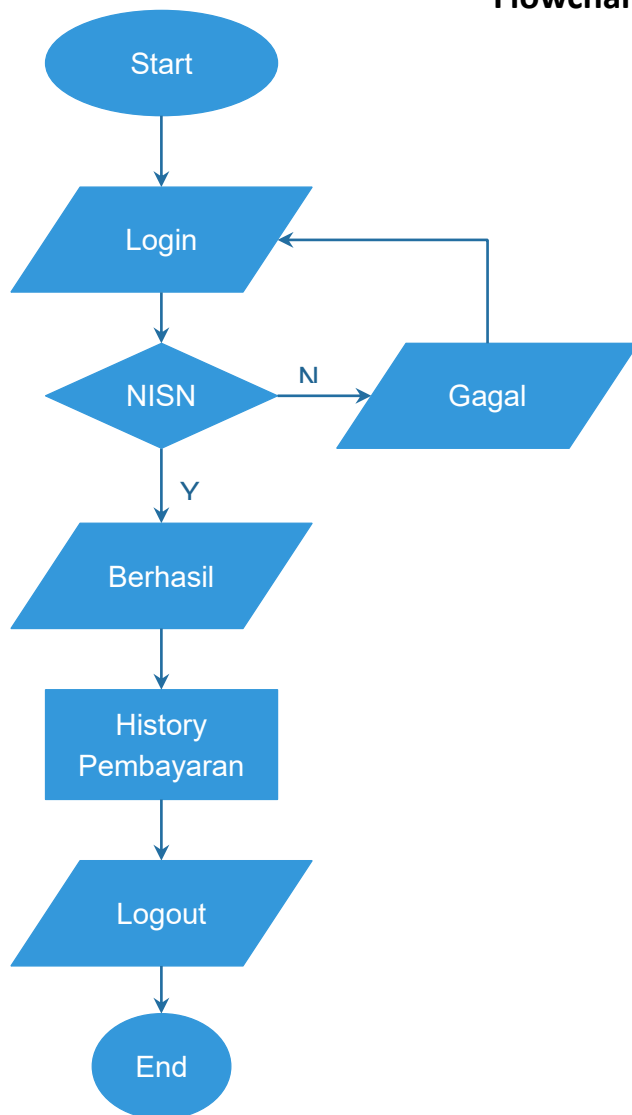 Start
Login
NISN
N
Gagal
Y
Berhasil
History
Pembayaran
Logout
End